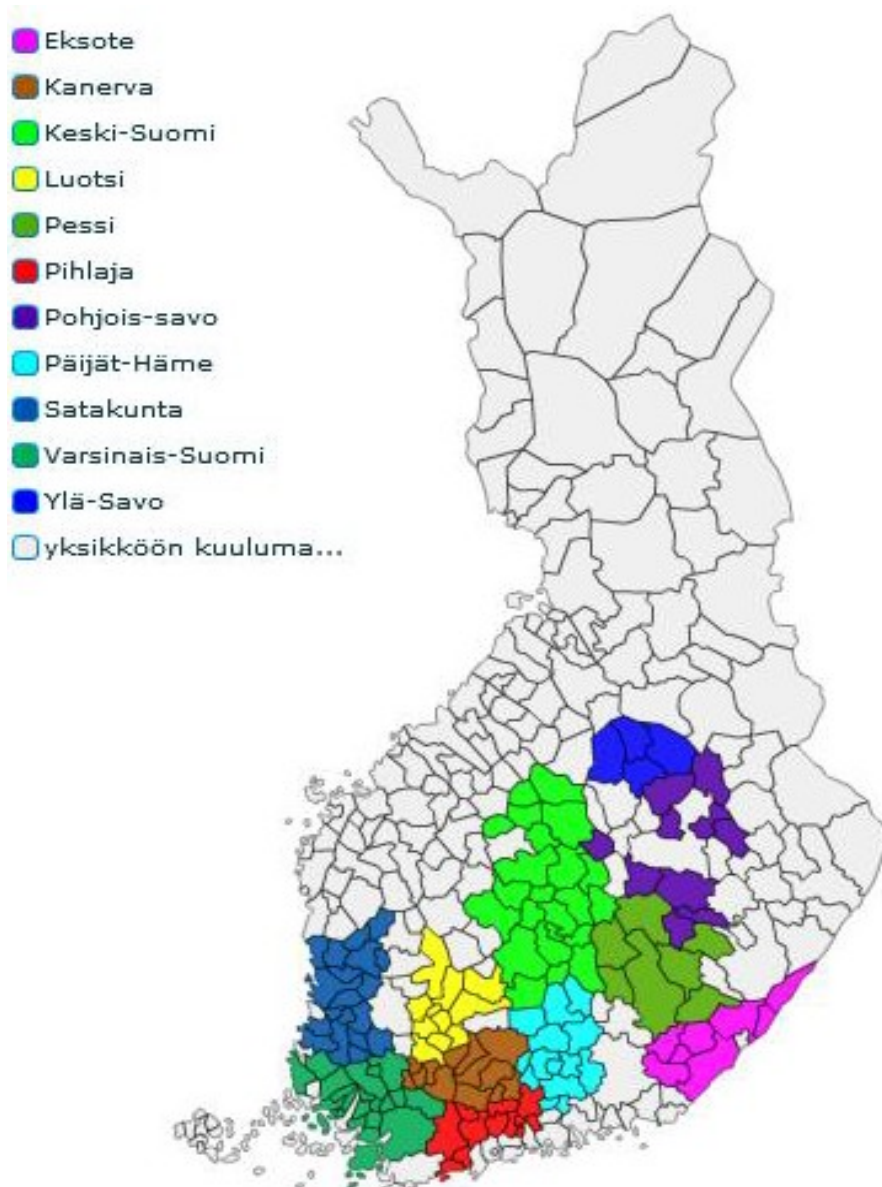 Eksote
Kanerva
Keski-Suomi
Luotsi
Pessi
Pihlaja
Pohjois-savo
Päijät-Häme
Satakunta
Varsinais-Suomi
Ylä-Savo
yksikköön kuuluma...